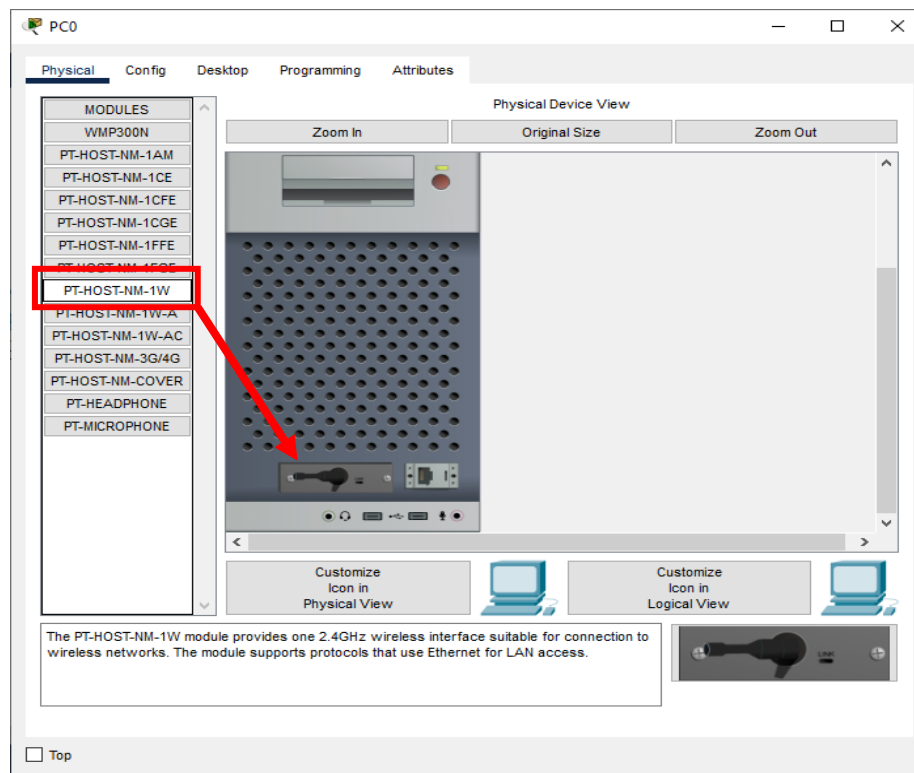 PC0
Physical Config Desktop Programming Attributes
MODULES
WMP300N
PT-HOST-NM-1AM
PT-HOST-NM-1CE
PT-HOST-NM-1CFE
PT-HOST-NM-1CGE
PT-HOST-NM-1FFE
PT-HOST-NM-1FGE
PT-HOST-NM-1W
PT-HOST-NM-1W-A
PT-HOST-NM-1W-AC
PT-HOST-NM-3G/4G
PT-HOST-NM-COVER
PT-HEADPHONE
PT-MICROPHONE
Physical Device View
Zoom In Original Size Zoom Out
Customize
Icon in
Physical View
Customize
Icon in
Logical View
The PT-HOST-NM-1W module provides one 2.4GHz wireless interface suitable for connection to
wireless networks. The module supports protocols that use Ethernet for LAN access.
LINK
Top